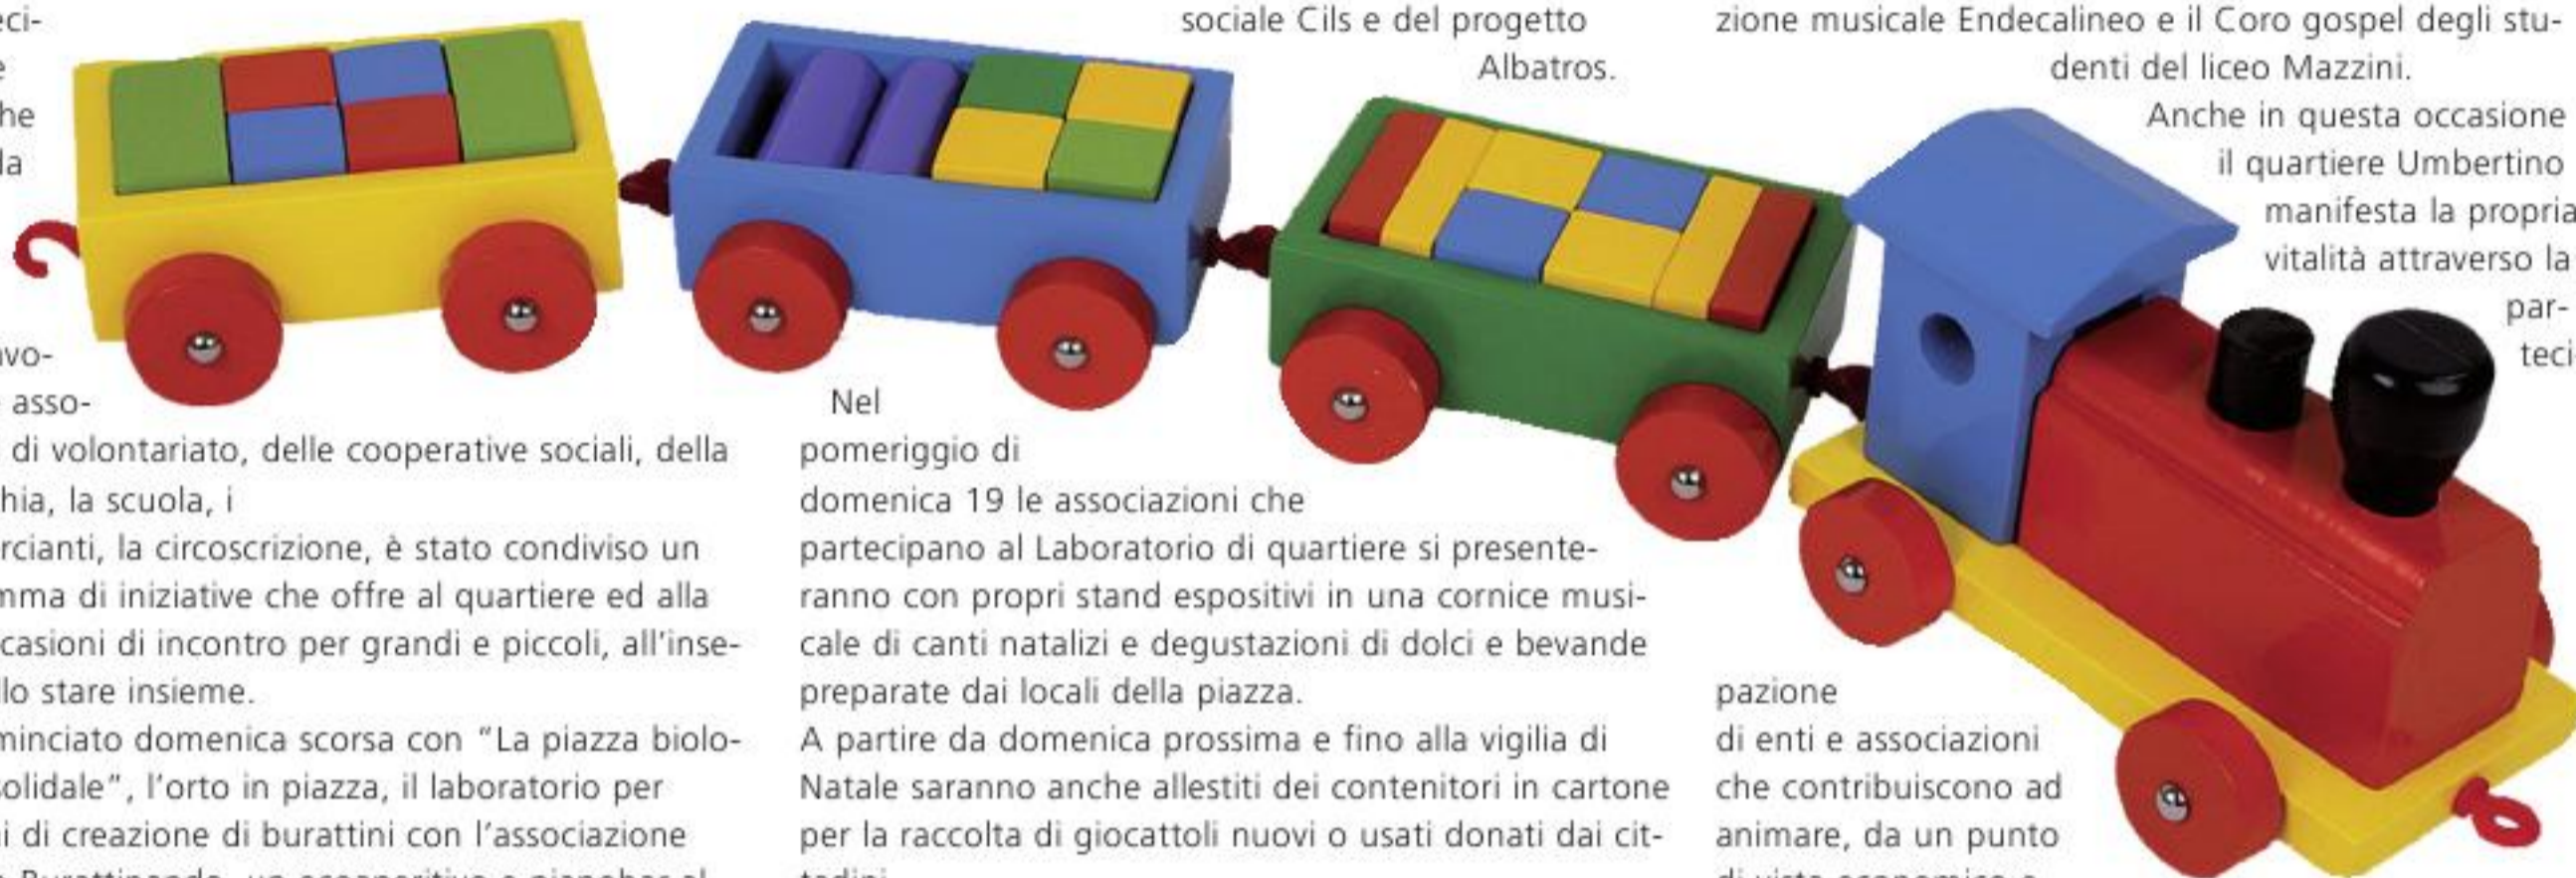 e
la
asso-
di volontariato, delle cooperative sociali, della
la scuola, i
la circoscrizione, è stato condiviso un
di iniziative che offre al quartiere ed alla
di incontro per grandi e piccoli, all'inse-
lo stare insieme.
domenica scorsa con "La piazza biolo-
l'orto in piazza, il laboratorio per
di creazione di burattini con l'associazione
sociale Cils e del progetto
Albatros.
Nel
pomeriggio di
domenica 19 le associazioni che
partecipano al Laboratorio di quartiere si presente-
ranno con propri stand espositivi in una cornice musi-
cale di canti natalizi e degustazioni di dolci e bevande
preparate dai locali della piazza.
A partire da domenica prossima e fino alla vigilia di
Natale saranno anche allestiti dei contenitori in cartone
per la raccolta di giocattoli nuovi o usati donati dai cit-
tadini
zione musicale Endecalineo e il Coro gospel degli stu-
denti del liceo Mazzini.
Anche in questa occasione
il quartiere Umbertino
manifesta la propria
vitalità attraverso la
par-
teci
pazione
di enti e associazioni
che contribuiscono ad
animare, da un punto
di vista economico e